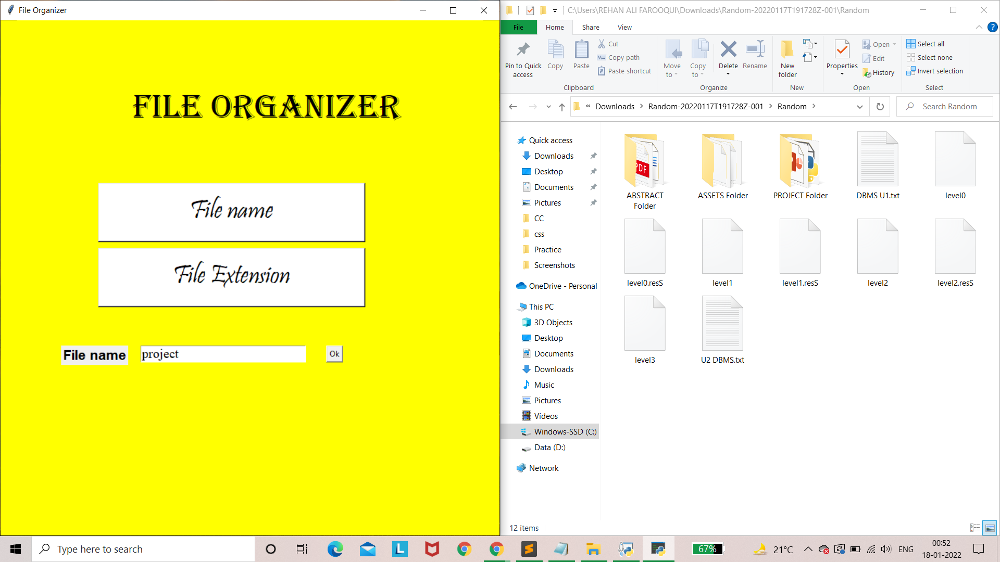 File Organizer
FILE ORGANIZER
File name
File Extension
File name
project
Ok
C:\Users\REHAN ALI FAROOQUI\Downloads\Random-20220117T191728Z-001\Random
File
Home
Share
View
Pin to Quick access
Copy
Paste
Cut
Copy path
Paste shortcut
Clipboard
Move to
Copy to
Delete
Rename
Organize
New folder
New
Properties
Open
Edit
History
Open
Select all
Select none
Invert selection
Select
« Downloads > Random-20220117T191728Z-001 > Random >
Search Random
Quick access
Downloads
Desktop
Documents
Pictures
CC
css
Practice
Screenshots
OneDrive - Personal
This PC
3D Objects
Desktop
Documents
Downloads
Music
Pictures
Videos
Windows-SSD (C:)
Data (D:)
Network
PDF
ABSTRACT Folder
ASSETS Folder
PROJECT Folder
DBMS U1.txt
level0
level0.resS
level1
level1.resS
level2
level2.resS
level3
U2 DBMS.txt
12 items
Type here to search
L
67%
21°C
ENG
00:52
18-01-2022